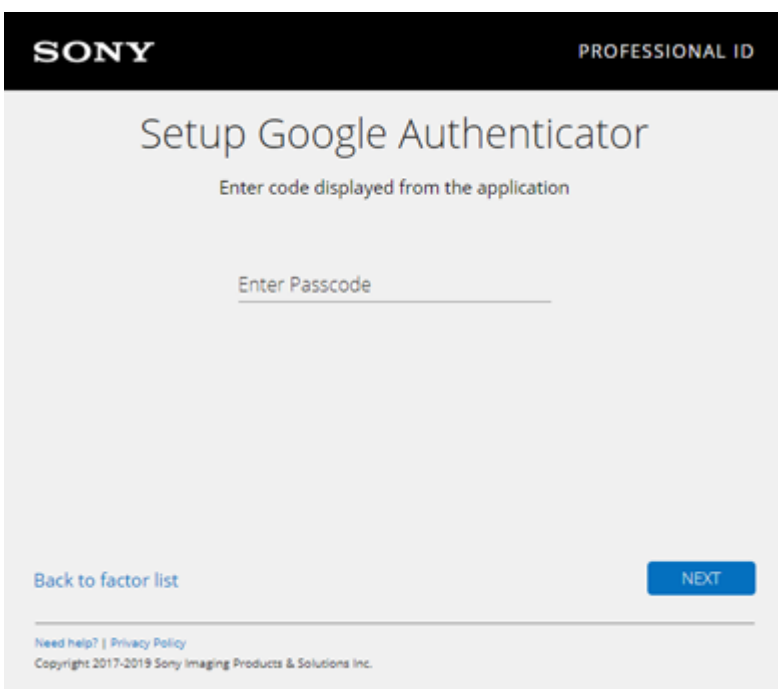 SONY
PROFESSIONAL ID
Setup Google Authenticator
Enter code displayed from the application
Enter Passcode
Back to factor list
NEXT
Need help? | Privacy Policy
Copyright 2017-2019 Sony Imaging Products & Solutions Inc.